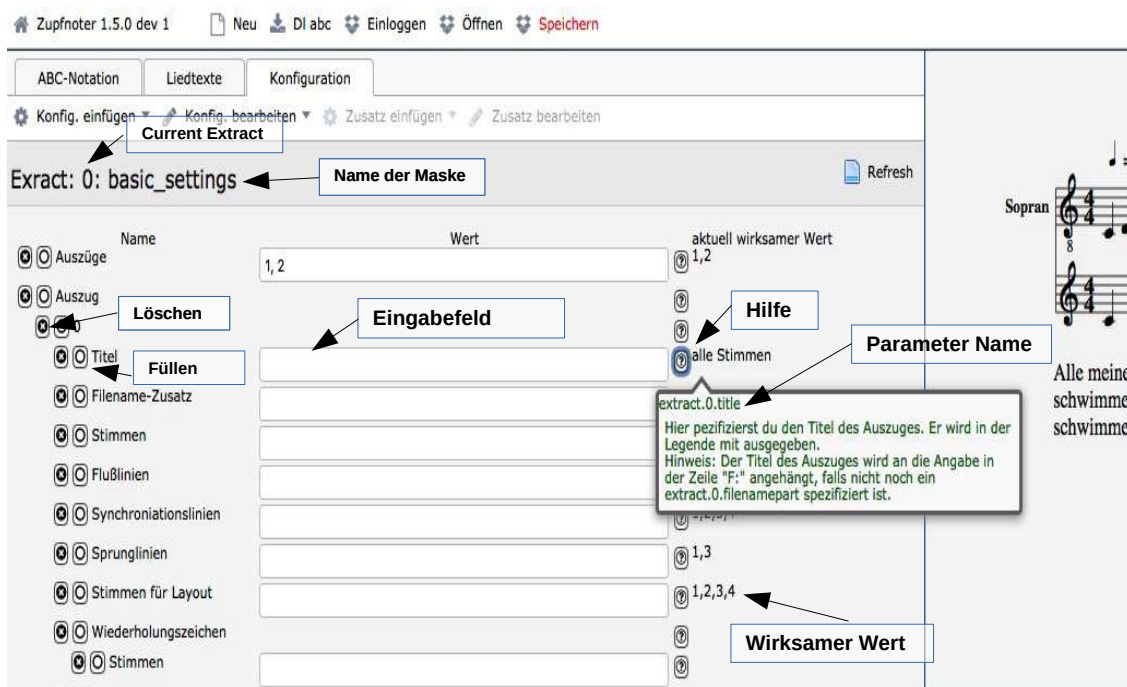 Zupfnoter 1.5.0 dev 1 Neu Dl abc Einloggen Öffnen Speichern
ABC-Notation Liedtexte Konfiguration
Konfig. einfügen Konfig. bearbeiten Zusatz einfügen Zusatz bearbeiten
Current Extract
Exract: 0: basic_settings
Name der Maske
Refresh
Sopran
8
Name Wert aktuell wirksamer Wert
Auszüge 1, 2 1,2
Auszug
Löschen
Eingabefeld
Hilfe
Titel alle Stimmen
Füllen
Parameter Name
Alle meine
Filename-Zusatz
schwimme
schwimme
extract.0.title
Hier pezifizierst du den Titel des Auszuges. Er wird in der
Legende mit ausgegeben.
Hinweis: Der Titel des Auszuges wird an die Angabe in
der Zeile "F:" angehängt, falls nicht noch ein
extract.0.filenamepart spezifiziert ist.
Stimmen
Flußlinien
Synchroniationslinien
Sprunglinien 1,3
Stimmen für Layout 1,2,3,4
Wiederholungszeichen
Wirksamer Wert
Stimmen